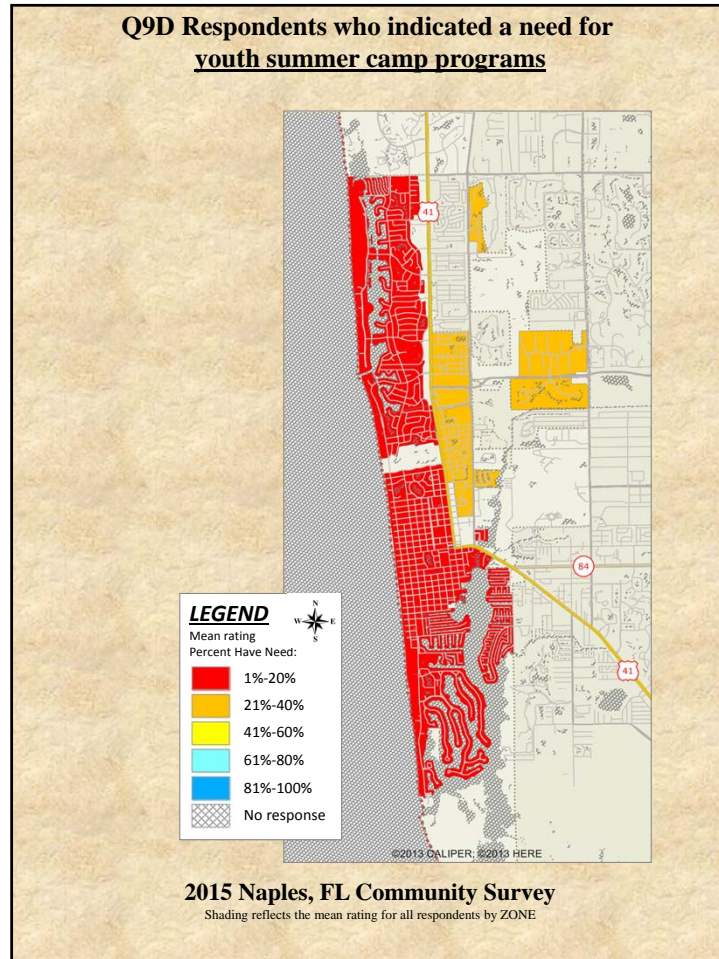 Q9D Respondents who indicated a need for
youth summer camp programs
41
84
41
LEGEND
N
W E
S
Mean rating
Percent Have Need:
1%-20%
21%-40%
41%-60%
61%-80%
81%-100%
No response
©2013 CALIPER; ©2013 HERE
2015 Naples, FL Community Survey
Shading reflects the mean rating for all respondents by ZONE